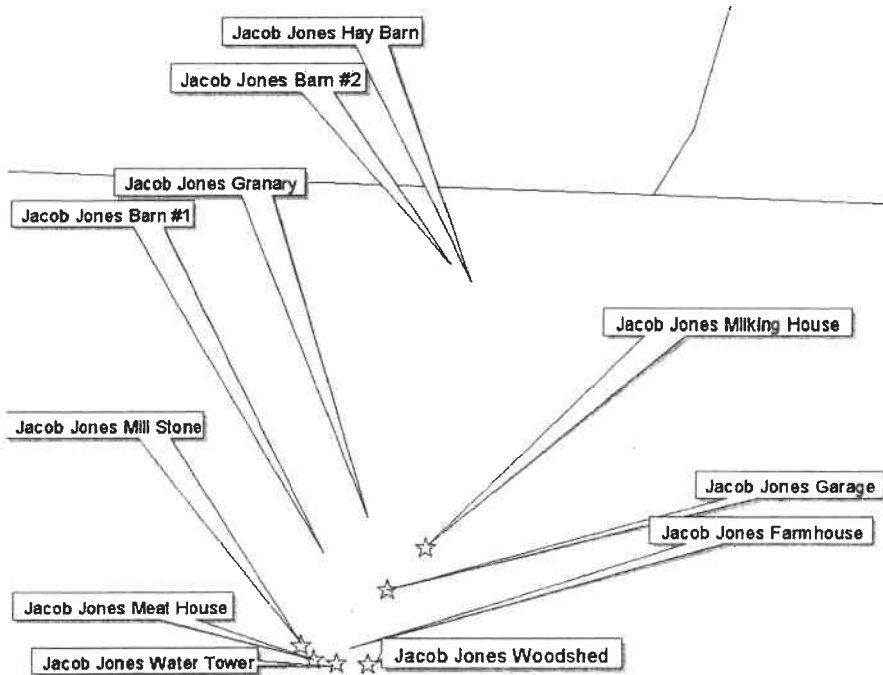 Jacob Jones Hay Barn
Jacob Jones Barn #2
Jacob Jones Granary
Jacob Jones Barn #1
Jacob Jones Milking House
Jacob Jones Mill Stone
Jacob Jones Garage
Jacob Jones Farmhouse
Jacob Jones Meat House
Jacob Jones Water Tower
Jacob Jones Woodshed